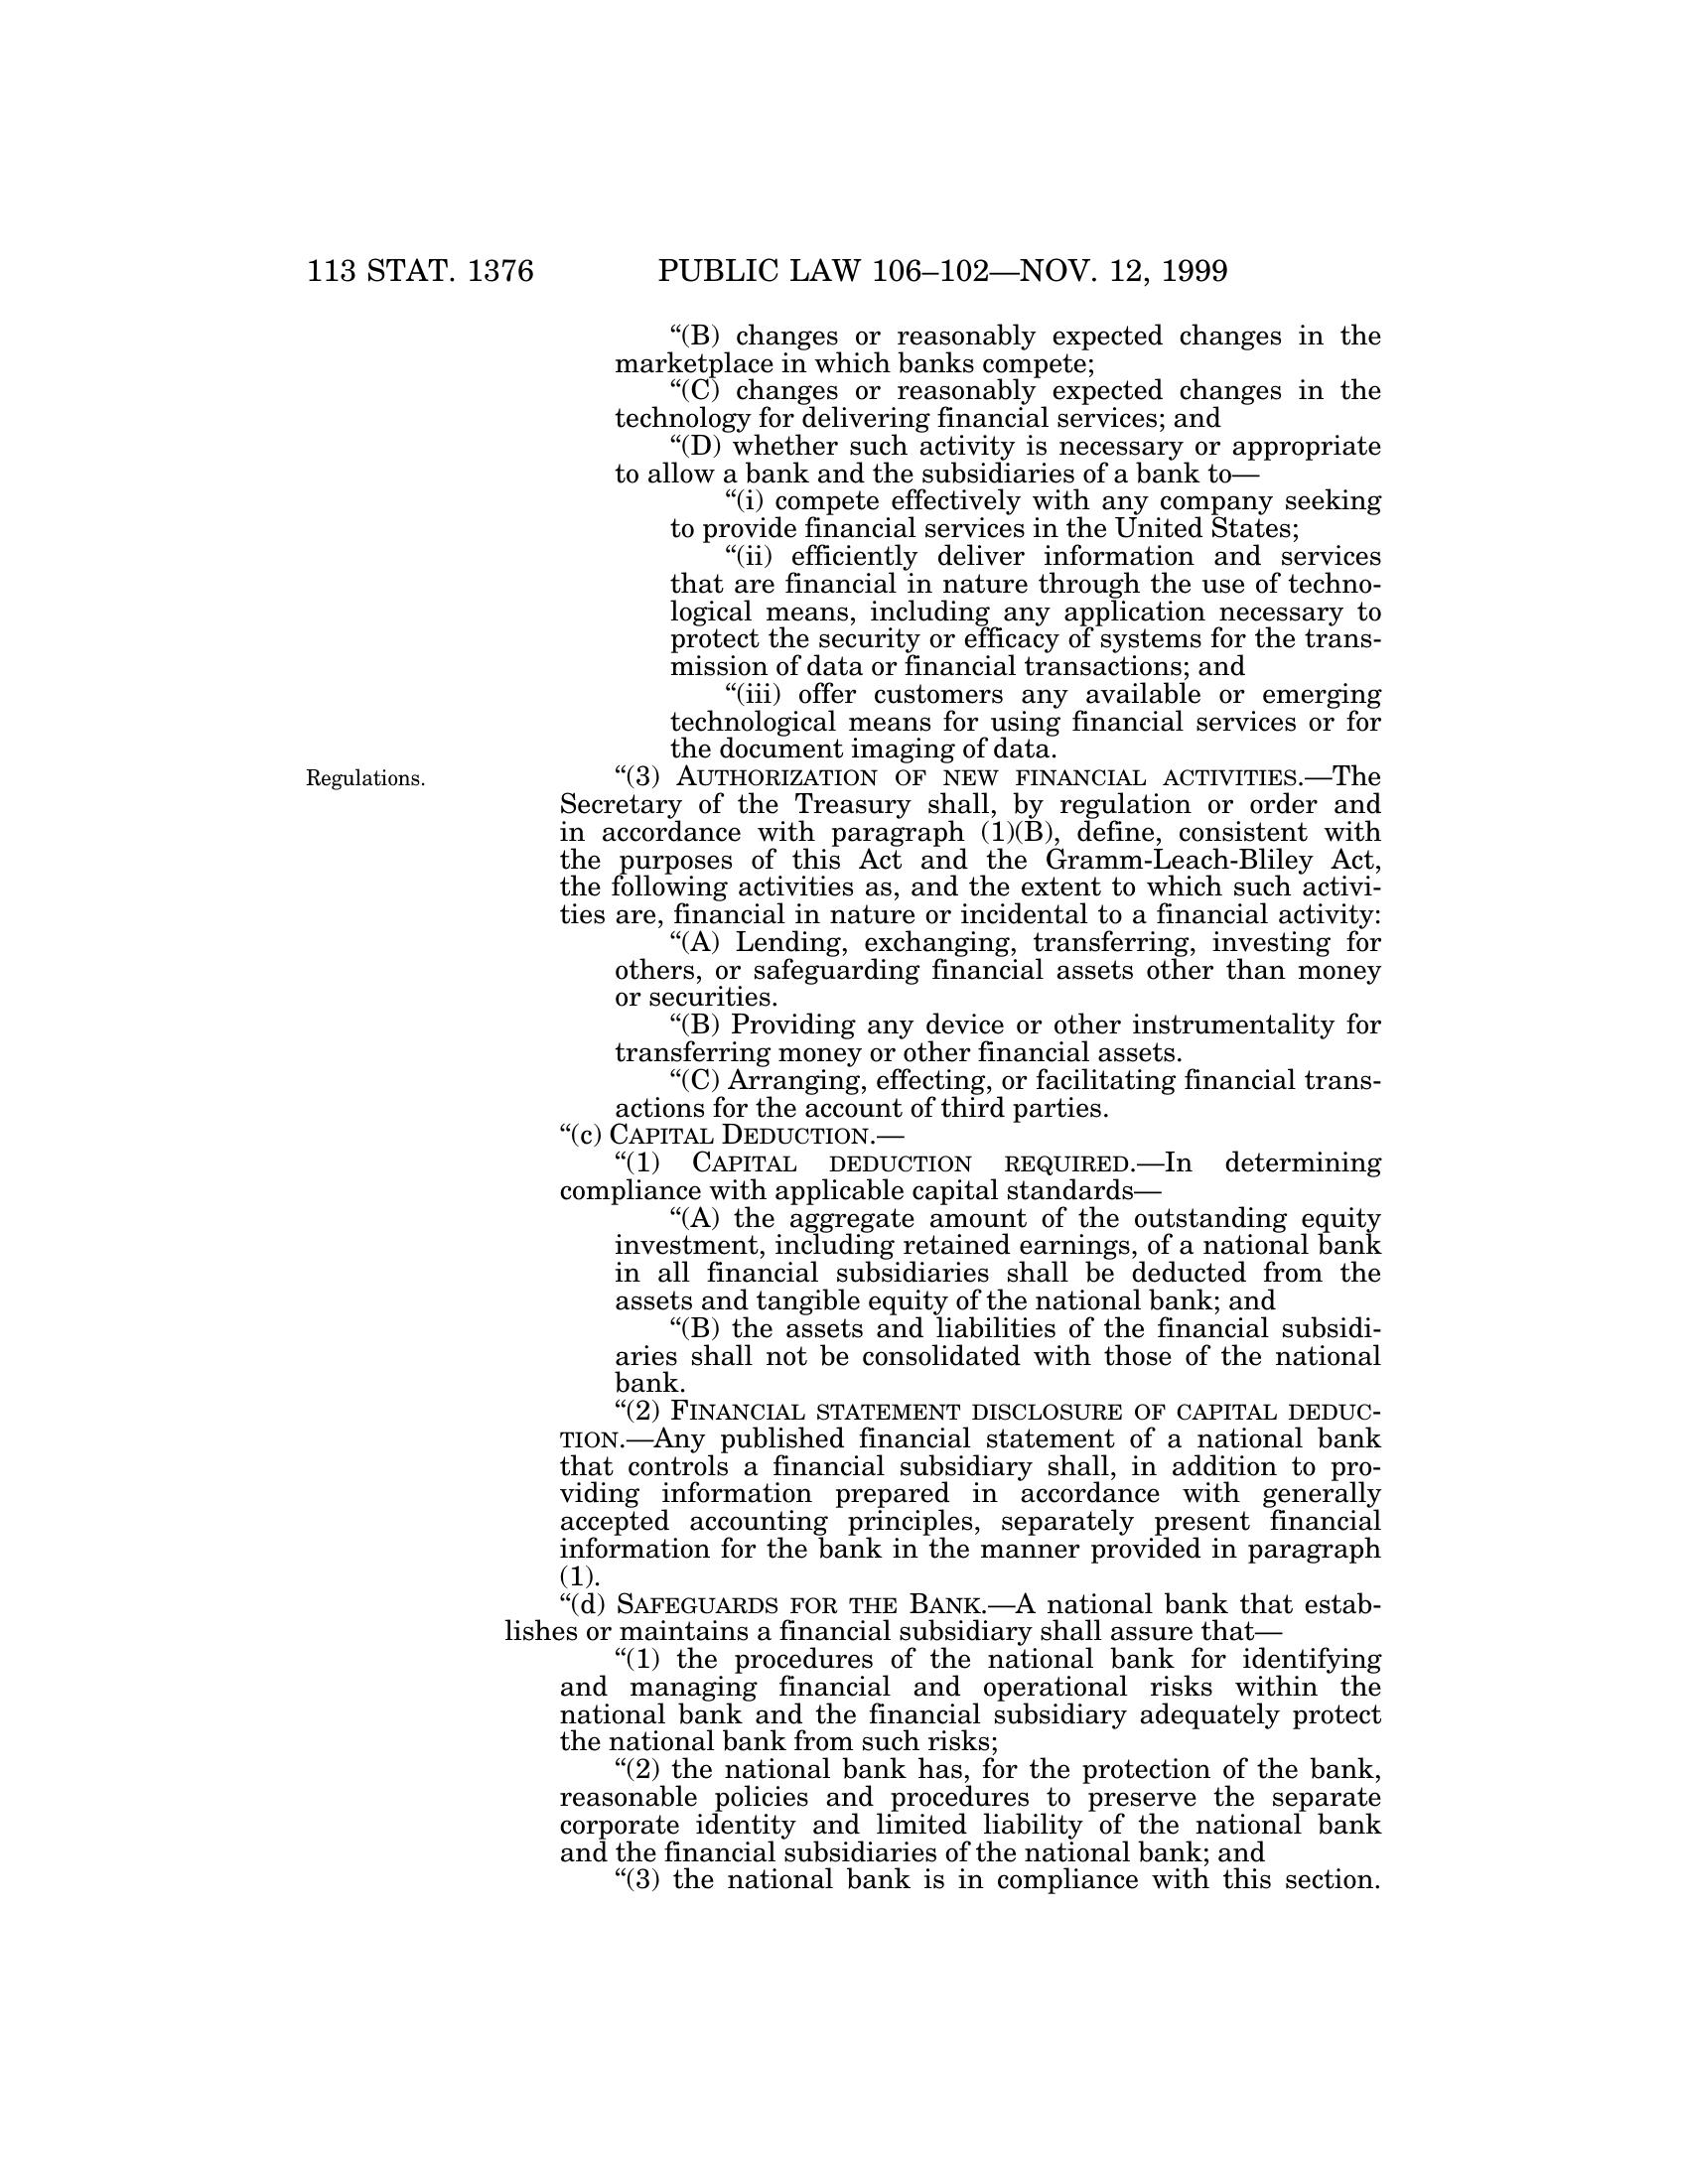 113 STAT. 1376 PUBLIC LAW 106–102—NOV. 12, 1999
“(B) changes or reasonably expected changes in the
marketplace in which banks compete;
“(C) changes or reasonably expected changes in the
technology for delivering financial services; and
“(D) whether such activity is necessary or appropriate
to allow a bank and the subsidiaries of a bank to—
“(i) compete effectively with any company seeking
to provide financial services in the United States;
“(ii) efficiently deliver information and services
that are financial in nature through the use of techno-
logical means, including any application necessary to
protect the security or efficacy of systems for the trans-
mission of data or financial transactions; and
“(iii) offer customers any available or emerging
technological means for using financial services or for
the document imaging of data.
Regulations.
“(3) AUTHORIZATION OF NEW FINANCIAL ACTIVITIES.—The
Secretary of the Treasury shall, by regulation or order and
in accordance with paragraph (1)(B), define, consistent with
the purposes of this Act and the Gramm-Leach-Bliley Act,
the following activities as, and the extent to which such activi-
ties are, financial in nature or incidental to a financial activity:
“(A) Lending, exchanging, transferring, investing for
others, or safeguarding financial assets other than money
or securities.
“(B) Providing any device or other instrumentality for
transferring money or other financial assets.
“(C) Arranging, effecting, or facilitating financial trans-
actions for the account of third parties.
“(c) CAPITAL DEDUCTION.—
“(1) CAPITAL DEDUCTION REQUIRED.—In determining
compliance with applicable capital standards—
“(A) the aggregate amount of the outstanding equity
investment, including retained earnings, of a national bank
in all financial subsidiaries shall be deducted from the
assets and tangible equity of the national bank; and
“(B) the assets and liabilities of the financial subsidi-
aries shall not be consolidated with those of the national
bank.
“(2) FINANCIAL STATEMENT DISCLOSURE OF CAPITAL DEDUC-
TION.—Any published financial statement of a national bank
that controls a financial subsidiary shall, in addition to pro-
viding information prepared in accordance with generally
accepted accounting principles, separately present financial
information for the bank in the manner provided in paragraph
(1).
“(d) SAFEGUARDS FOR THE BANK.—A national bank that estab-
lishes or maintains a financial subsidiary shall assure that—
“(1) the procedures of the national bank for identifying
and managing financial and operational risks within the
national bank and the financial subsidiary adequately protect
the national bank from such risks;
“(2) the national bank has, for the protection of the bank,
reasonable policies and procedures to preserve the separate
corporate identity and limited liability of the national bank
and the financial subsidiaries of the national bank; and
“(3) the national bank is in compliance with this section.